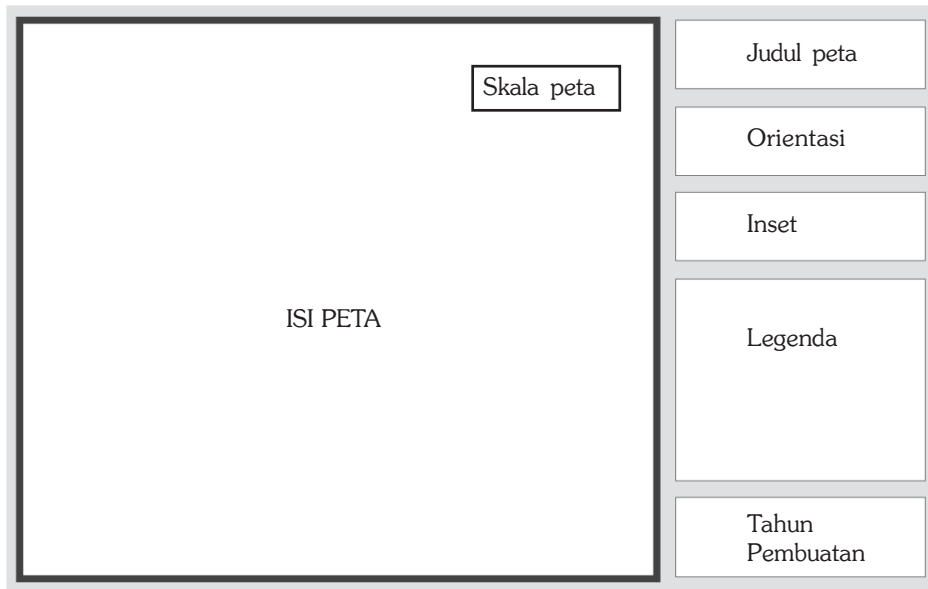 Skala peta
ISI PETA
Judul peta
Orientasi
Inset
Legenda
Tahun
Pembuatan